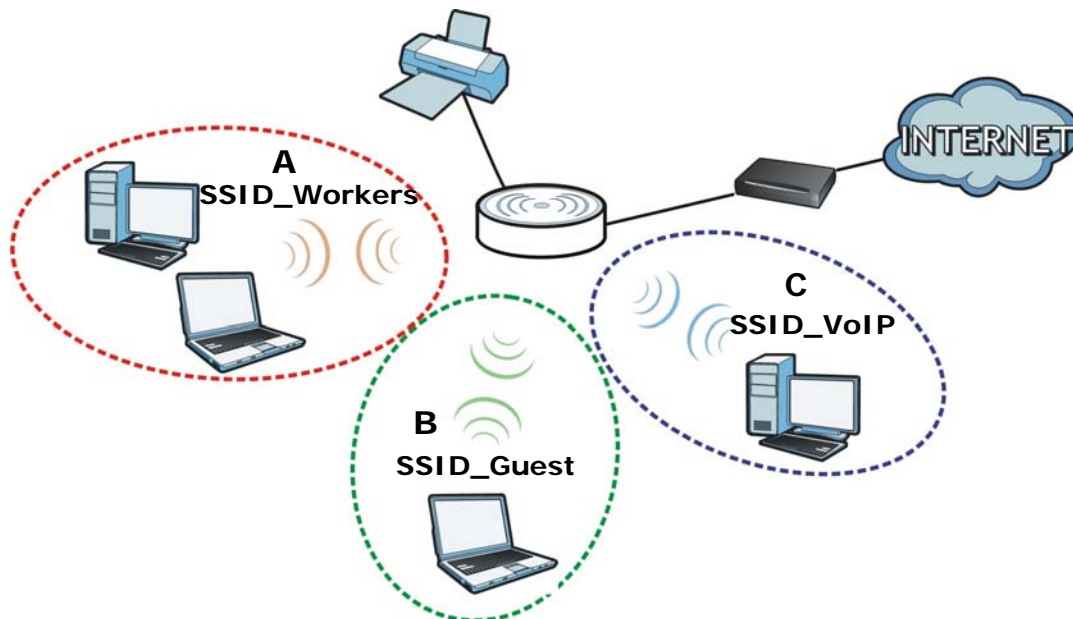 INTERNET
A
SSID_Workers
C
SSID_VoIP
B
SSID_Guest